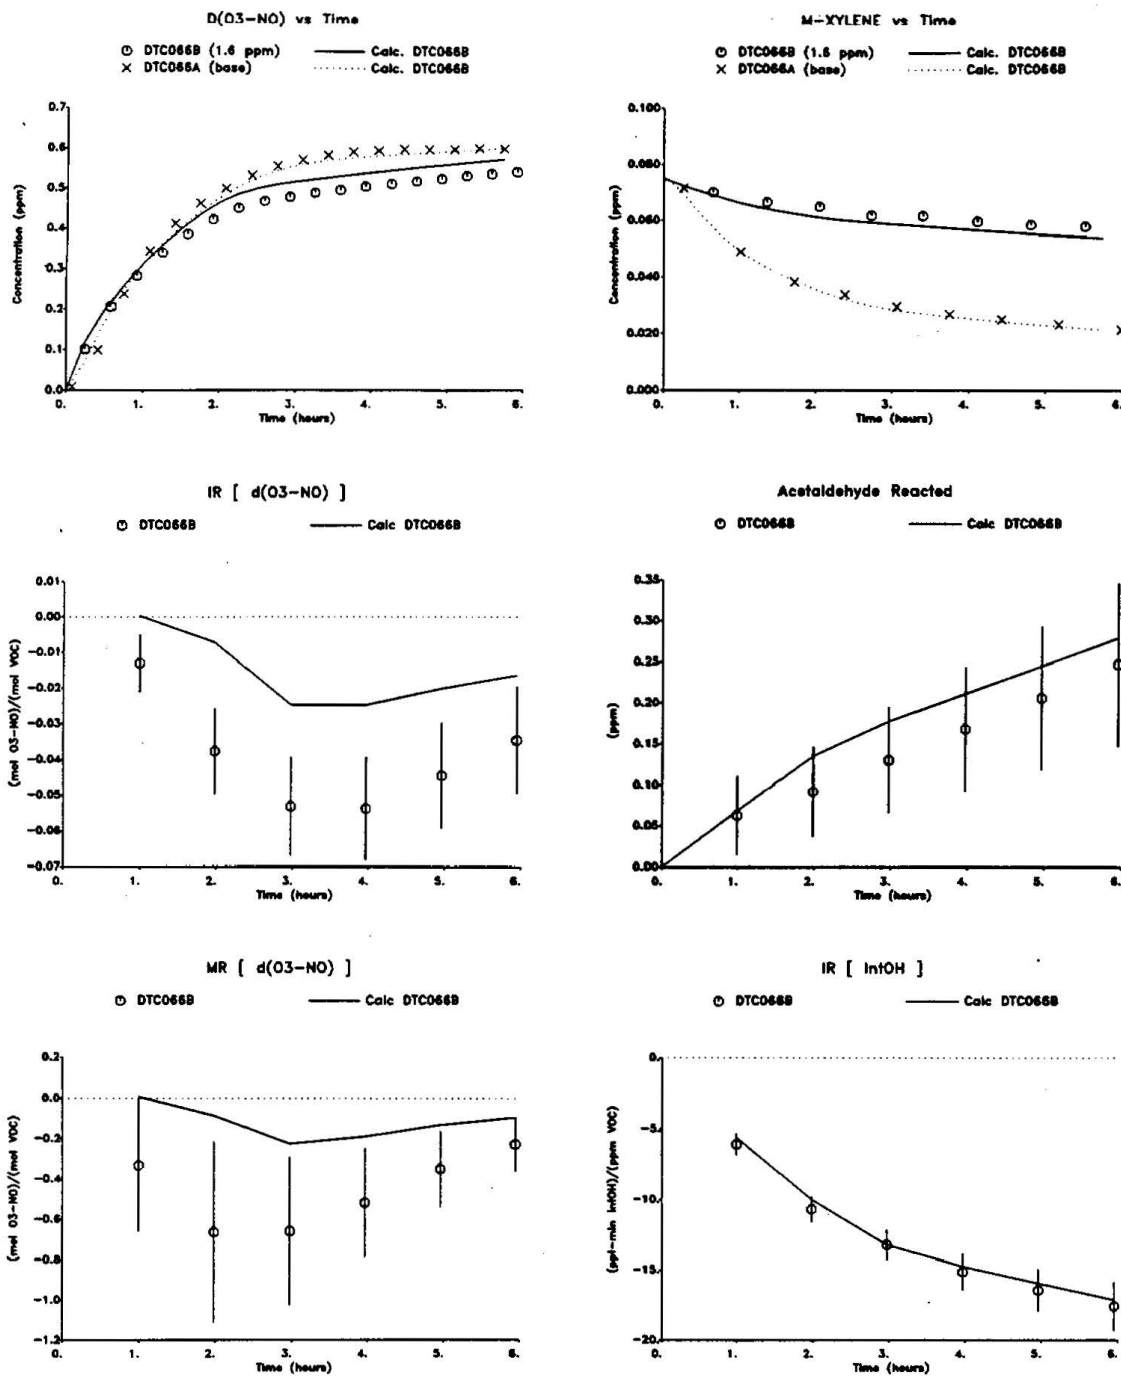 D(O3-NO) vs Time
DTC066B (1.6 ppm) Calc. DTC066B
DTC066A (base) Calc. DTC066B
Concentration (ppm)
0.7
0.6
0.5
0.4
0.3
0.2
0.1
0.0
0. 1. 2. 3. 4. 5. 6.
Time (hours)
M-XYLENE vs Time
DTC066B (1.6 ppm) Calc. DTC066B
DTC066A (base) Calc. DTC066B
Concentration (ppm)
0.100
0.080
0.060
0.040
0.020
0.000
0. 1. 2. 3. 4. 5. 6.
Time (hours)
IR [ d(O3-NO) ]
DTC066B Calc DTC066B
(mol O3-NO)/(mol VOC)
0.01
0.00
-0.01
-0.02
-0.03
-0.04
-0.05
-0.06
-0.07
0. 1. 2. 3. 4. 5. 6.
Time (hours)
Acetaldehyde Reacted
DTC066B Calc DTC066B
(ppm)
0.35
0.30
0.25
0.20
0.15
0.10
0.05
0.00
0. 1. 2. 3. 4. 5. 6.
Time (hours)
MR [ d(O3-NO) ]
DTC066B Calc DTC066B
(mol O3-NO)/(mol VOC)
0.2
0.0
-0.2
-0.4
-0.6
-0.8
-1.0
-1.2
0. 1. 2. 3. 4. 5. 6.
Time (hours)
IR [ IntOH ]
DTC066B Calc DTC066B
(ppt-min IntOH)/(ppm VOC)
0.
-5.
-10.
-15.
-20.
0. 1. 2. 3. 4. 5. 6.
Time (hours)